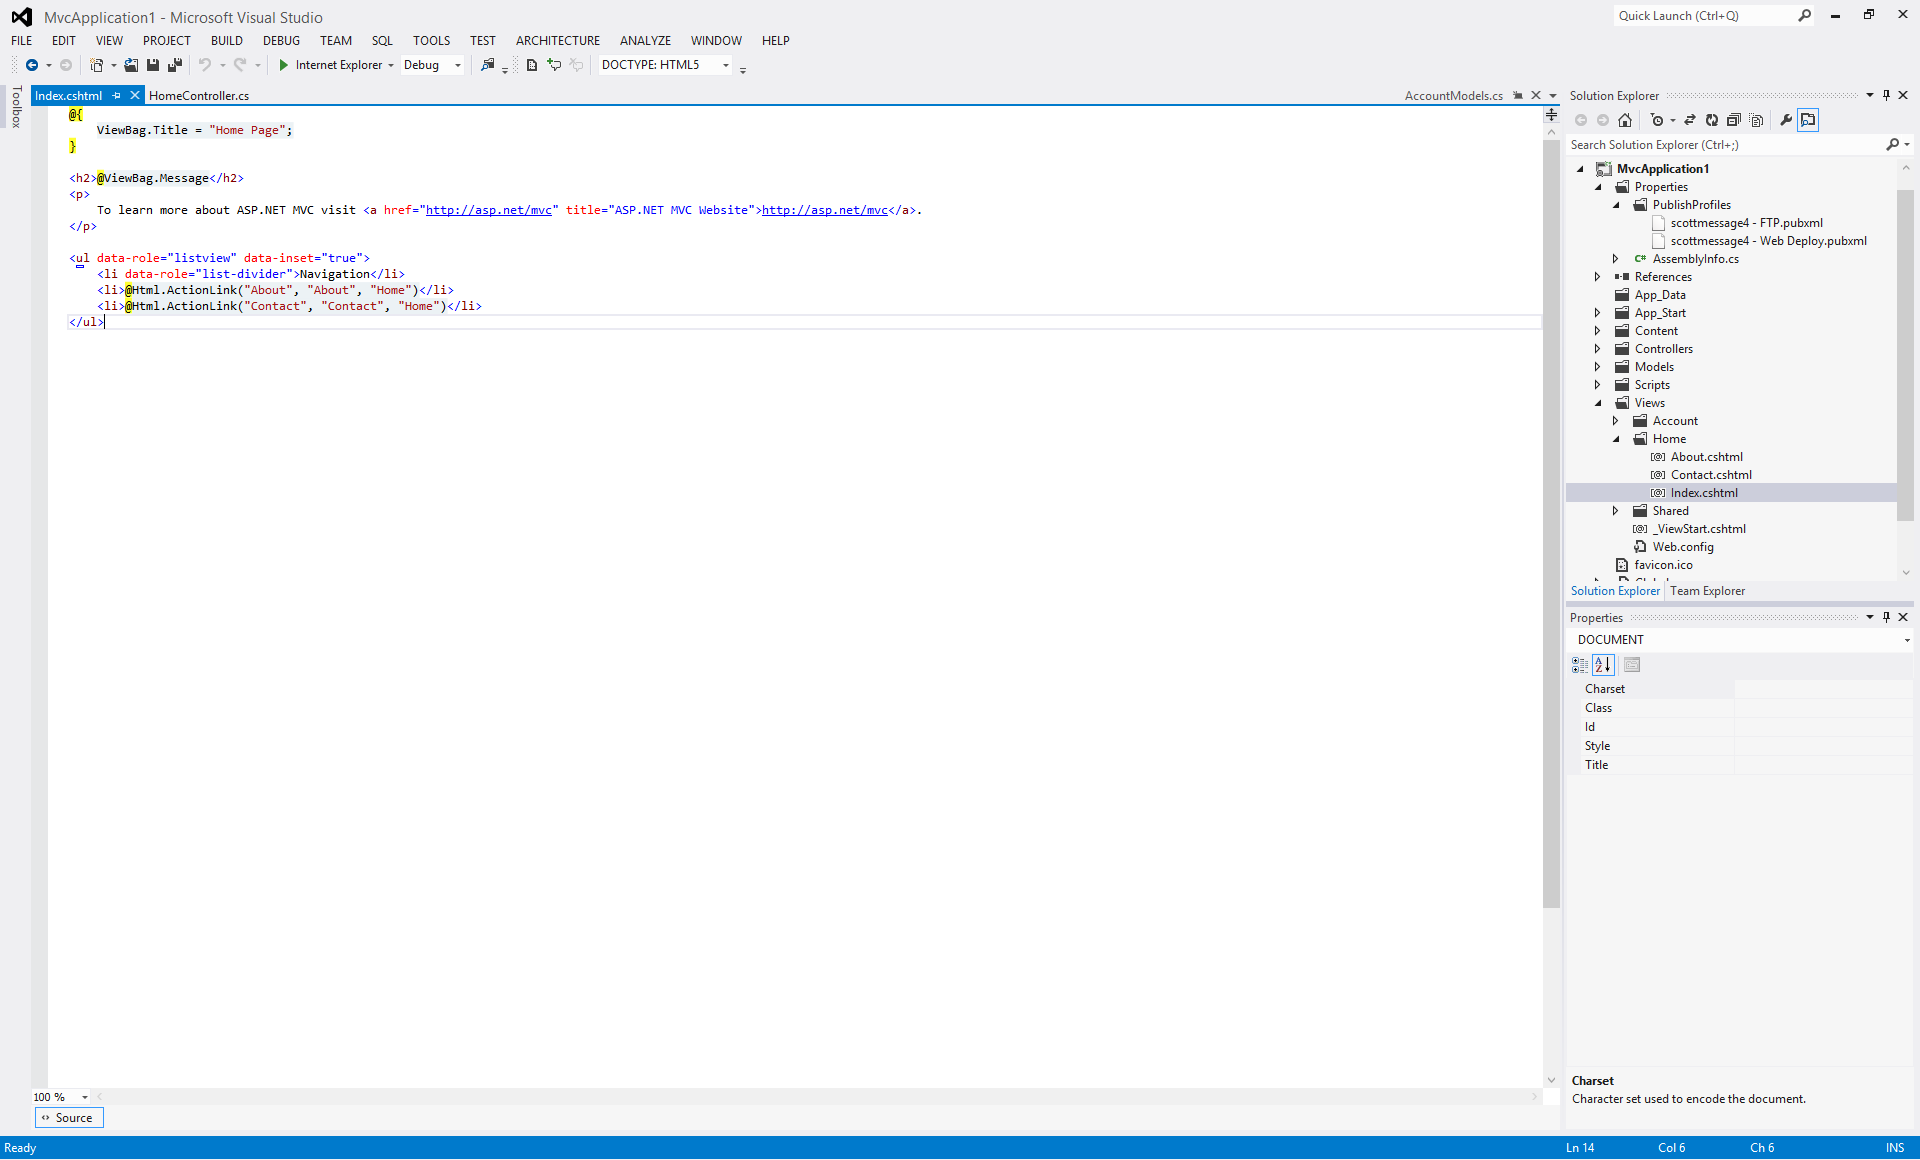 MvcApplication1 - Microsoft Visual Studio
Quick Launch (Ctrl+Q)
FILE EDIT VIEW PROJECT BUILD DEBUG TEAM SQL TOOLS TEST ARCHITECTURE ANALYZE WINDOW HELP
Internet Explorer Debug DOCTYPE: HTML5
Toolbox
Index.cshtml HomeController.cs AccountModels.cs
@{
ViewBag.Title = "Home Page";
}
<h2>@ViewBag.Message</h2>
<p>
To learn more about ASP.NET MVC visit <a href="http://asp.net/mvc" title="ASP.NET MVC Website">http://asp.net/mvc</a>.
</p>
<ul data-role="listview" data-inset="true">
<li data-role="list-divider">Navigation</li>
<li>@Html.ActionLink("About", "About", "Home")</li>
<li>@Html.ActionLink("Contact", "Contact", "Home")</li>
</ul>
100 %
Source
Solution Explorer
Search Solution Explorer (Ctrl+;)
MvcApplication1
Properties
PublishProfiles
scottmessage4 - FTP.pubxml
scottmessage4 - Web Deploy.pubxml
C# AssemblyInfo.cs
References
App_Data
App_Start
Content
Controllers
Models
Scripts
Views
Account
Home
[@] About.cshtml
[@] Contact.cshtml
[@] Index.cshtml
Shared
[@] _ViewStart.cshtml
Web.config
favicon.ico
Solution Explorer Team Explorer
Properties
DOCUMENT
Charset
Class
Id
Style
Title
Charset
Character set used to encode the document.
Ready Ln 14 Col 6 Ch 6 INS